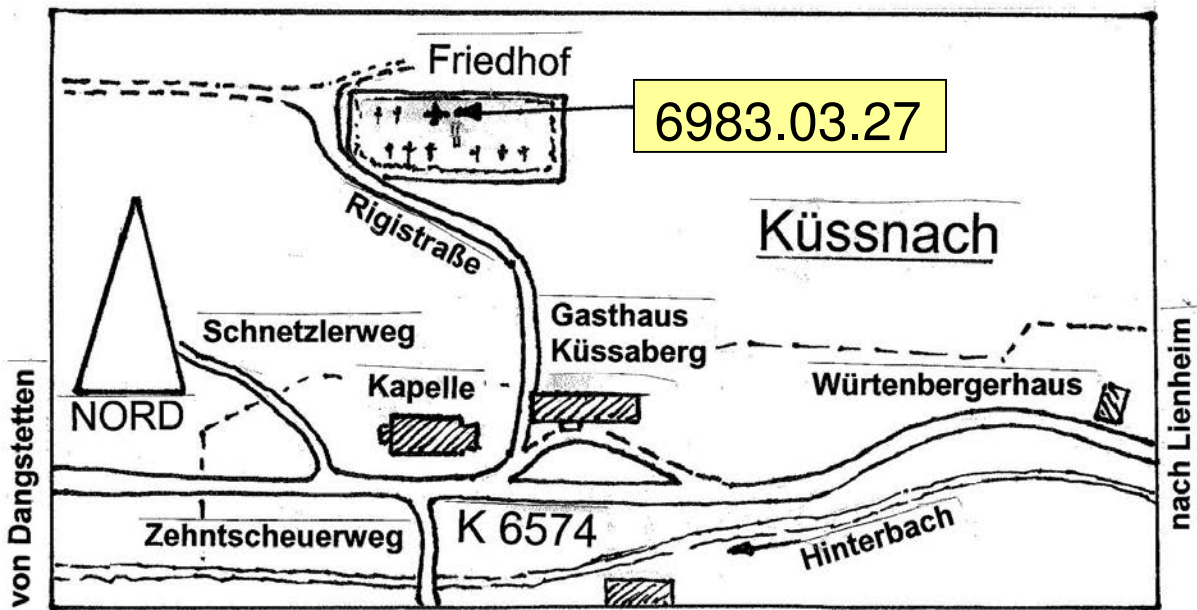 Friedhof
6983.03.27
Rigistraße
Küssnach
Schnetzlerweg
Gasthaus
Küssaberg
Kapelle
Würtenbergerhaus
NORD
von Dangstetten
nach Lienheim
Zehntscheuerweg
K 6574
Hinterbach